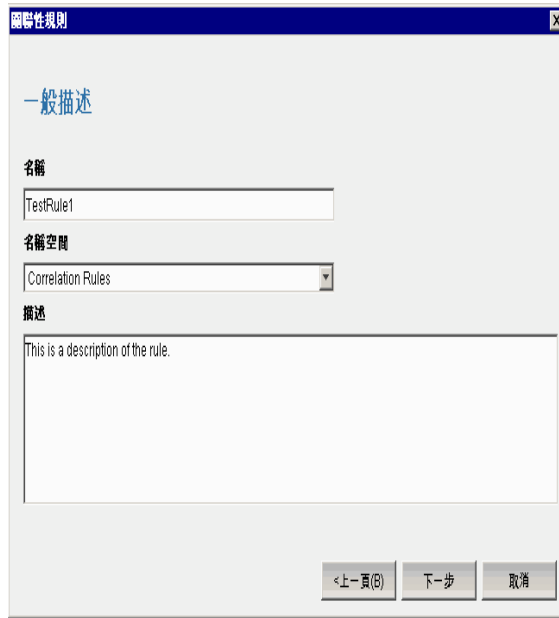 關聯性規則
一般描述
名稱
TestRule1
名稱空間
Correlation Rules
描述
This is a description of the rule.
<上一頁(B)
下一步
取消